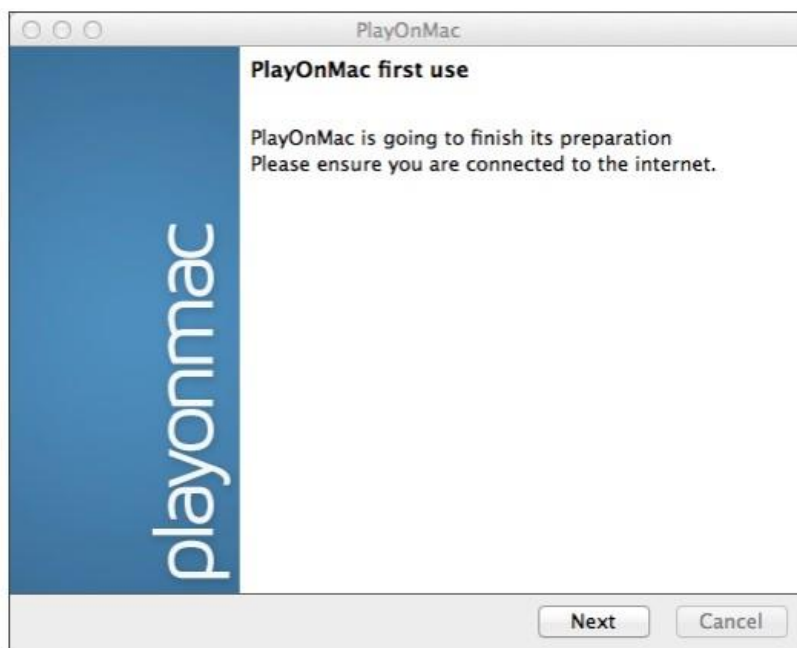 PlayOnMac
PlayOnMac first use
PlayOnMac is going to finish its preparation
Please ensure you are connected to the internet.
playonmac
Next
Cancel